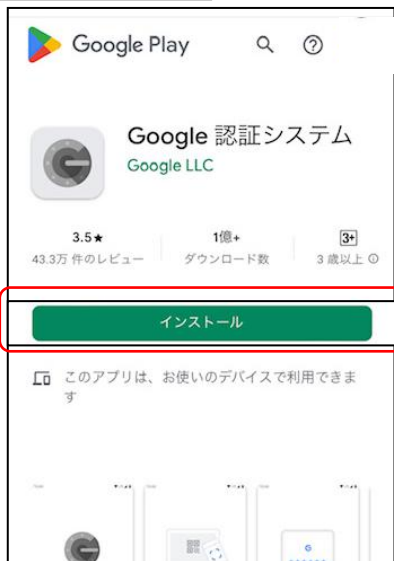 Google Play
Google 認証システム
Google LLC
3.5★
1億+
3+
43.3万 件のレビュー
ダウンロード数
3 歳以上
インストール
このアプリは、お使いのデバイスで利用できま
す